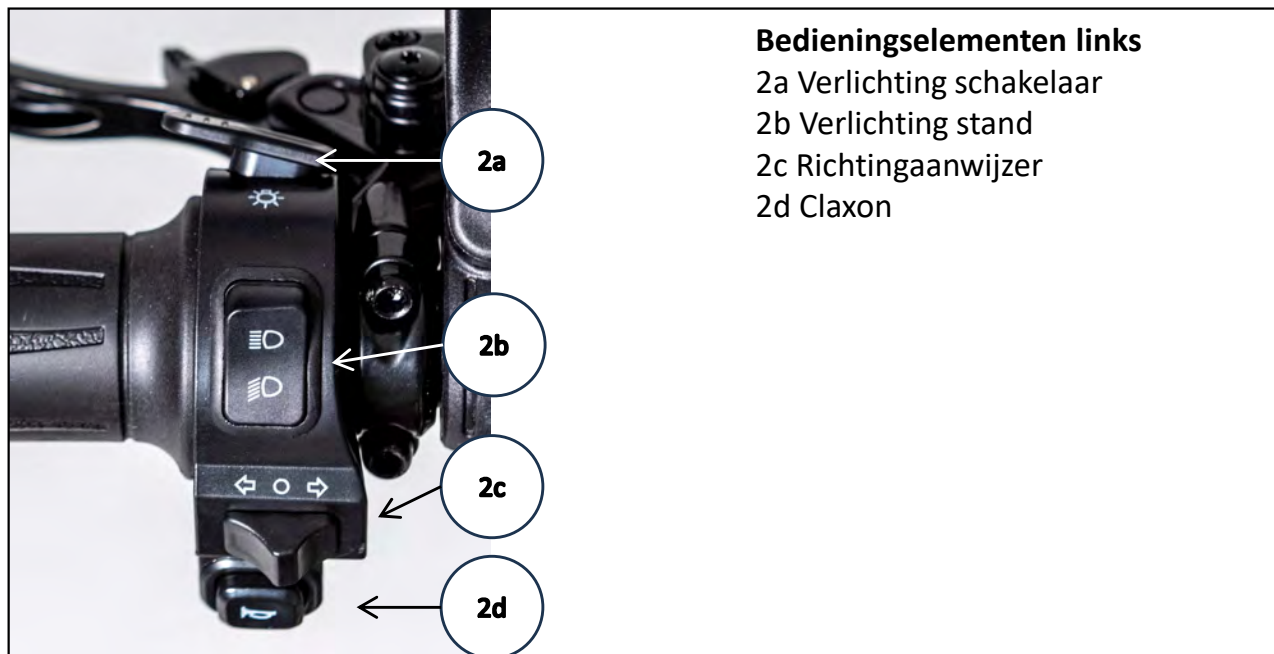 Bedieningselementen links
2a Verlichting schakelaar
2b Verlichting stand
2c Richtingaanwijzer
2d Claxon
2a
2b
2c
2d